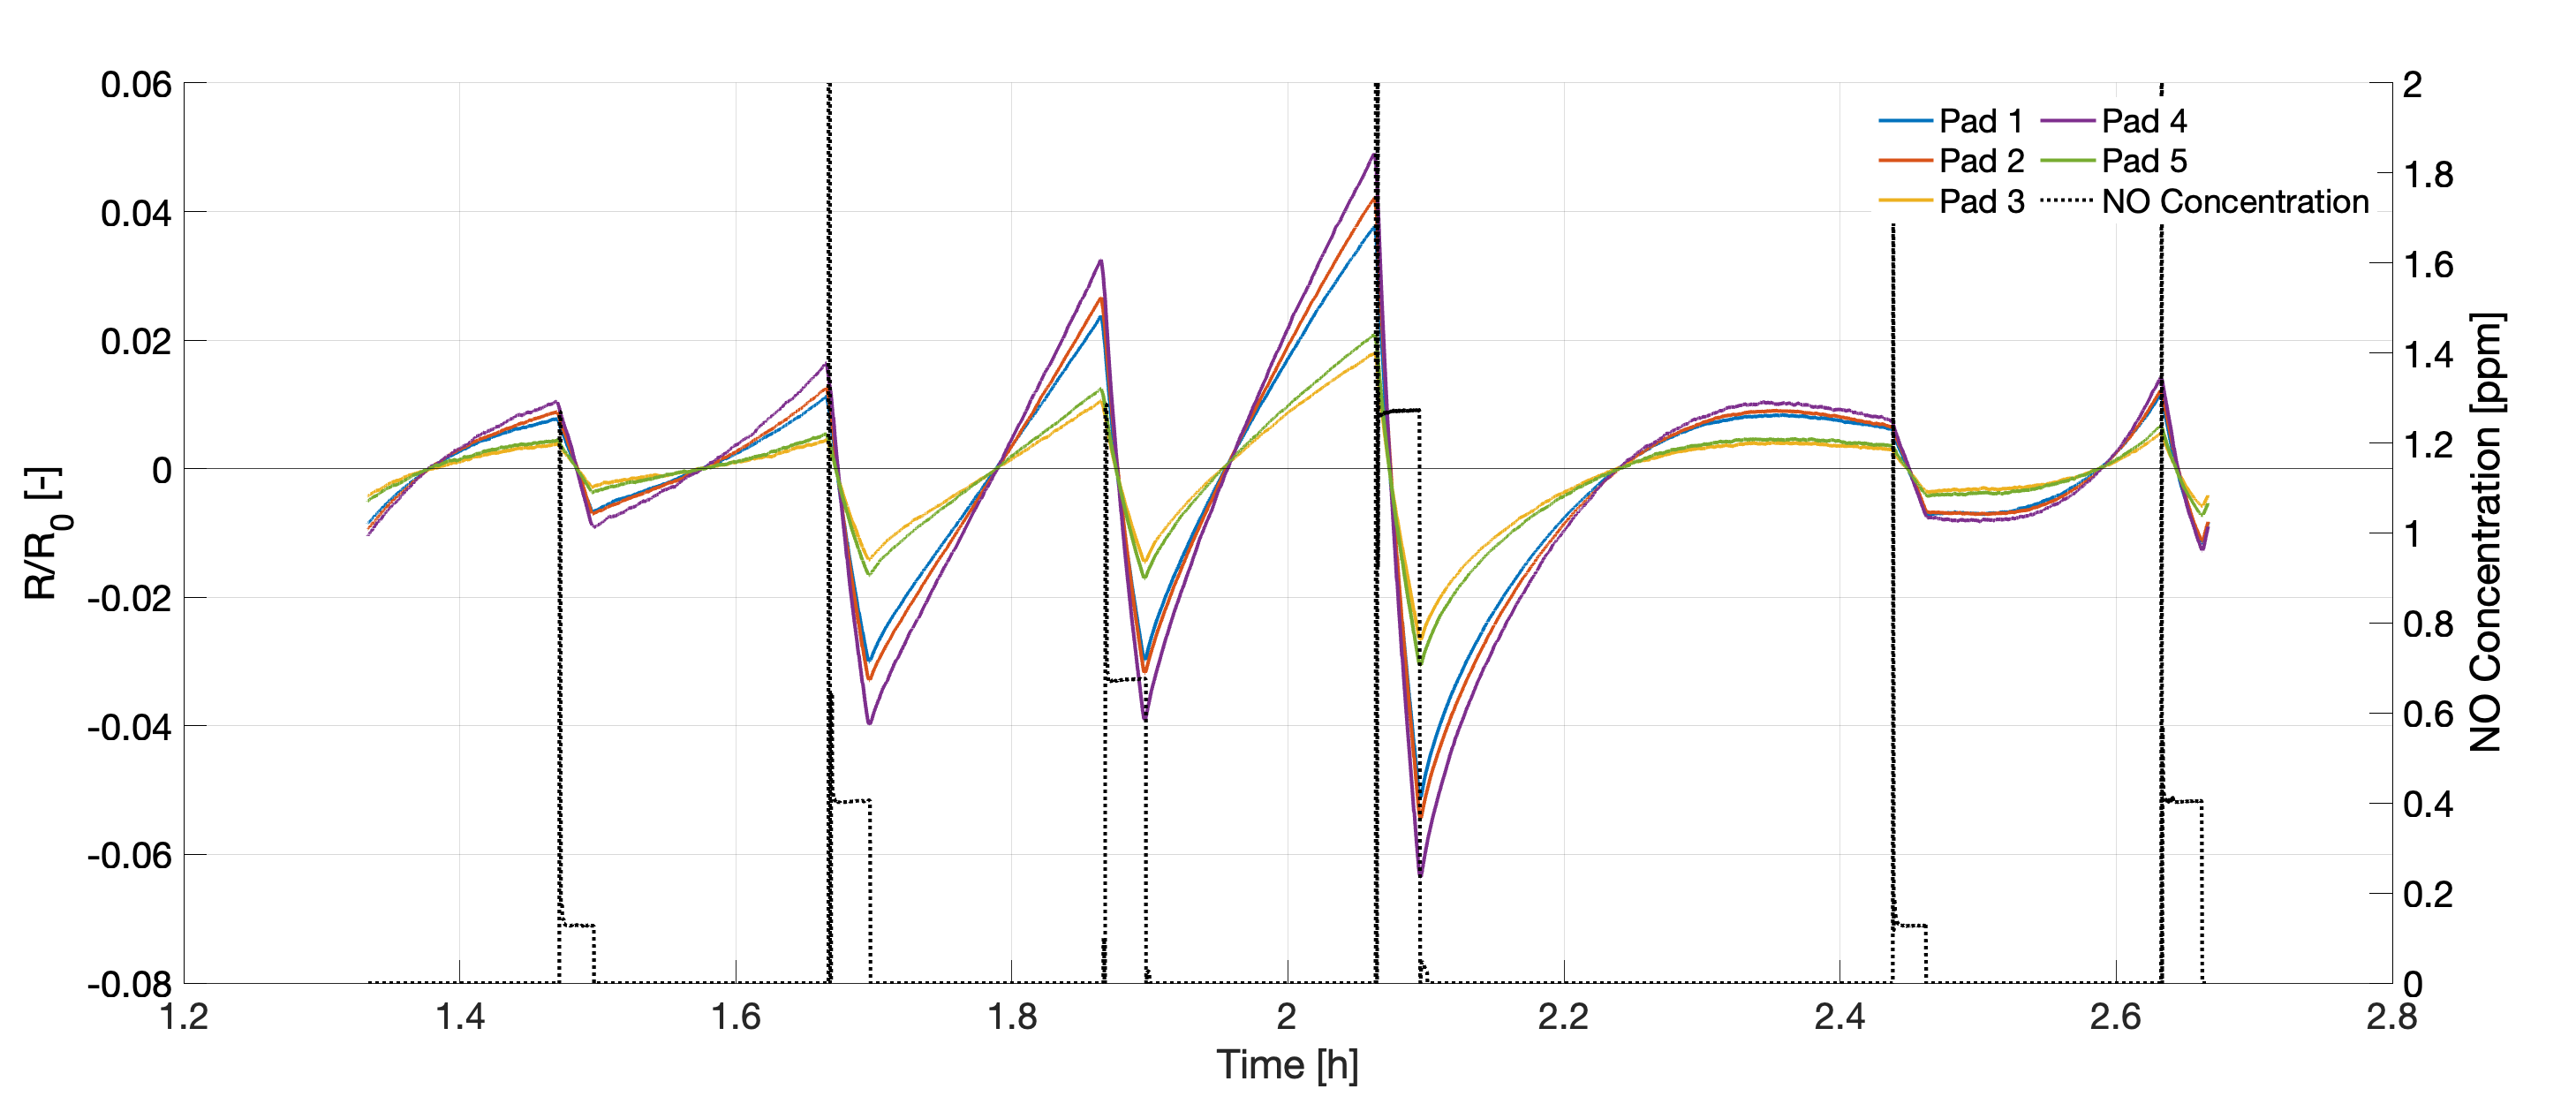 0.06
0.04
0.02
0
-0.02
-0.04
-0.06
-0.08
R/R0 [-]
1.2 1.4 1.6 1.8 2 2.2 2.4 2.6 2.8
Time [h]
Pad 1 Pad 4
Pad 2 Pad 5
Pad 3 NO Concentration
2
1.8
1.6
1.4
1.2
1
0.8
0.6
0.4
0.2
0
NO Concentration [ppm]